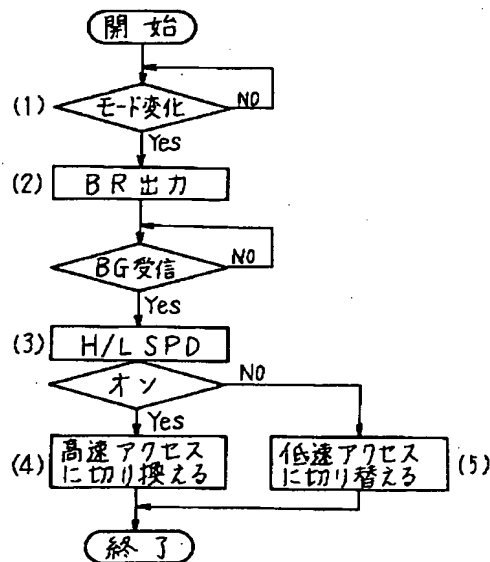 開始
(1) モード変化 NO
Yes
(2) BR出力
BG受信 NO
Yes
(3) H/L SPD
オン NO
Yes
(4) 高速アクセス
に切り換える
低速アクセス
に切り替える (5)
終了